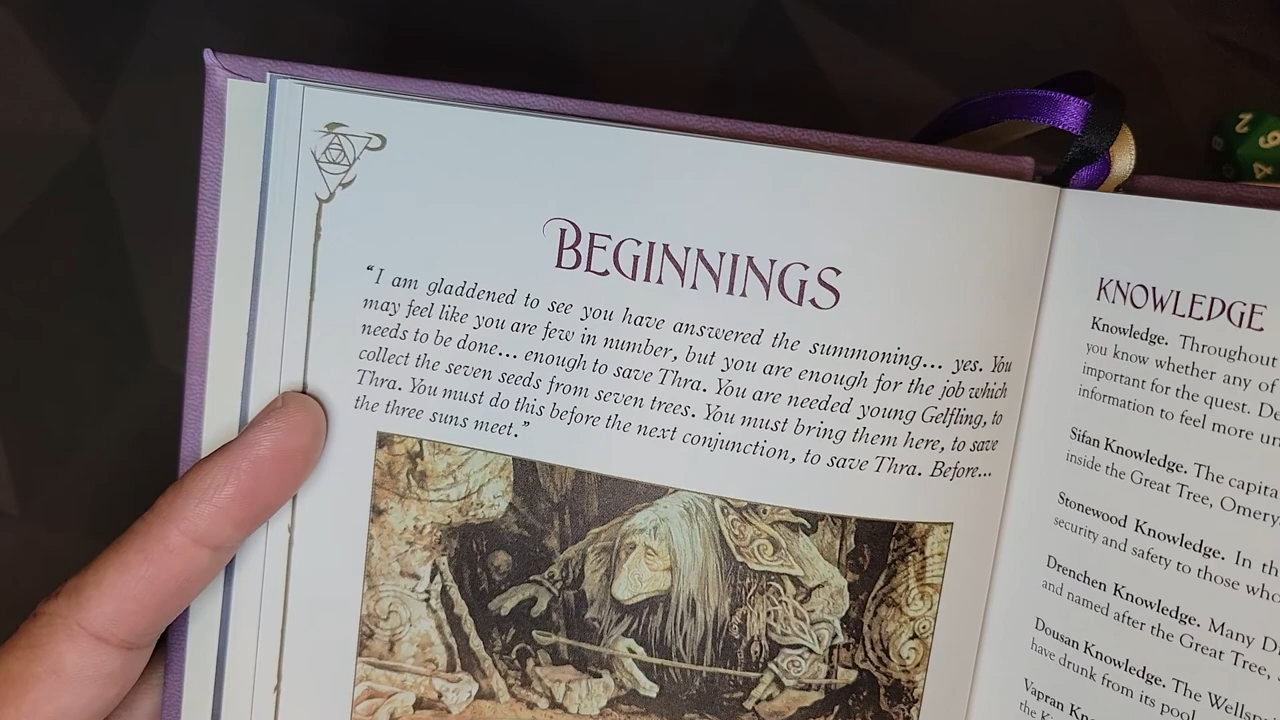 BEGINNINGS
“I am gladdened to see you have answered the summoning... yes. You
may feel like you are few in number, but you are enough for the job which
needs to be done... enough to save Thra. You are needed young Gelfling, to
collect the seven seeds from seven trees. You must bring them here, to save
Thra. You must do this before the next conjunction, to save Thra. Before...
the three suns meet.”
KNOWLEDGE
Knowledge. Throughout
you know whether any of
important for the quest.
information to feel more
Sifan Knowledge. The
inside the Great Tree, Omery
Stonewood Knowledge. In
security and safety to those who
Drenchen Knowledge. Many
and named after the Great Tree,
Dousan Knowledge. The
have drunk from its pool
Vapran
the
2
6
4